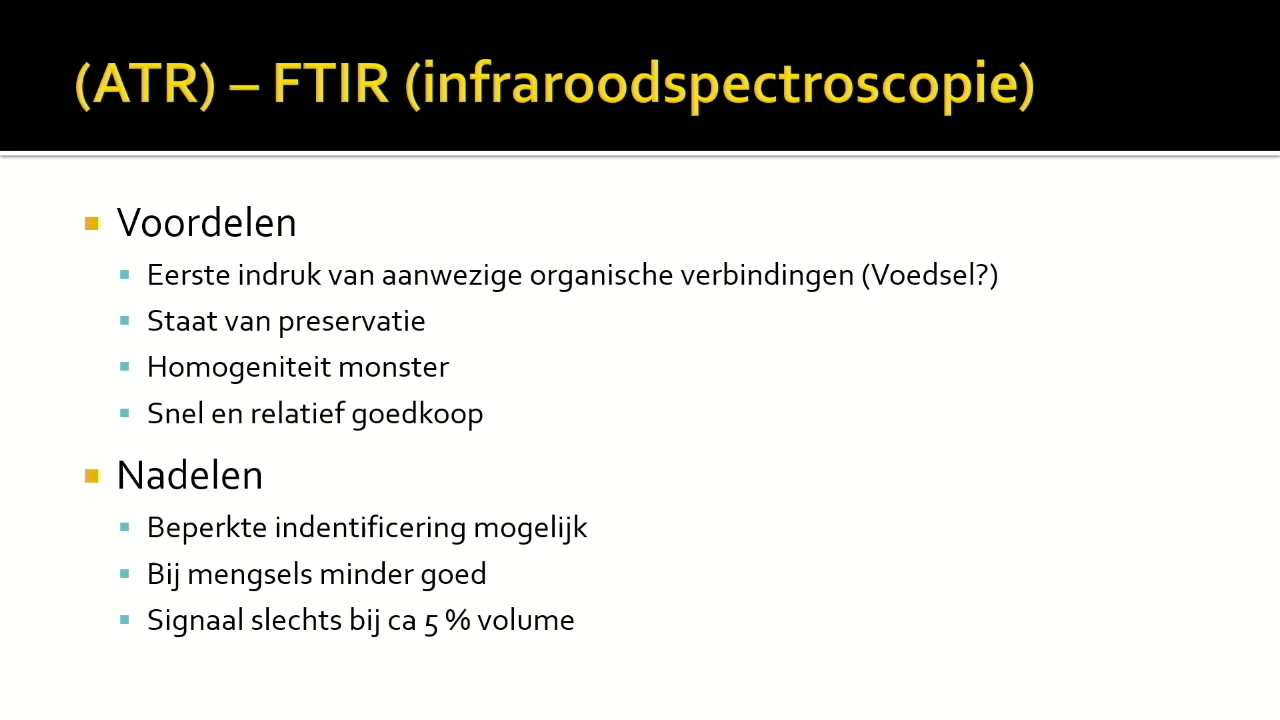 (ATR) – FTIR (infraroodspectroscopie)
Voordelen
Eerste indruk van aanwezige organische verbindingen (Voedsel?)
Staat van preservatie
Homogeniteit monster
Snel en relatief goedkoop
Nadelen
Beperkte indentificering mogelijk
Bij mengsels minder goed
Signaal slechts bij ca 5 % volume